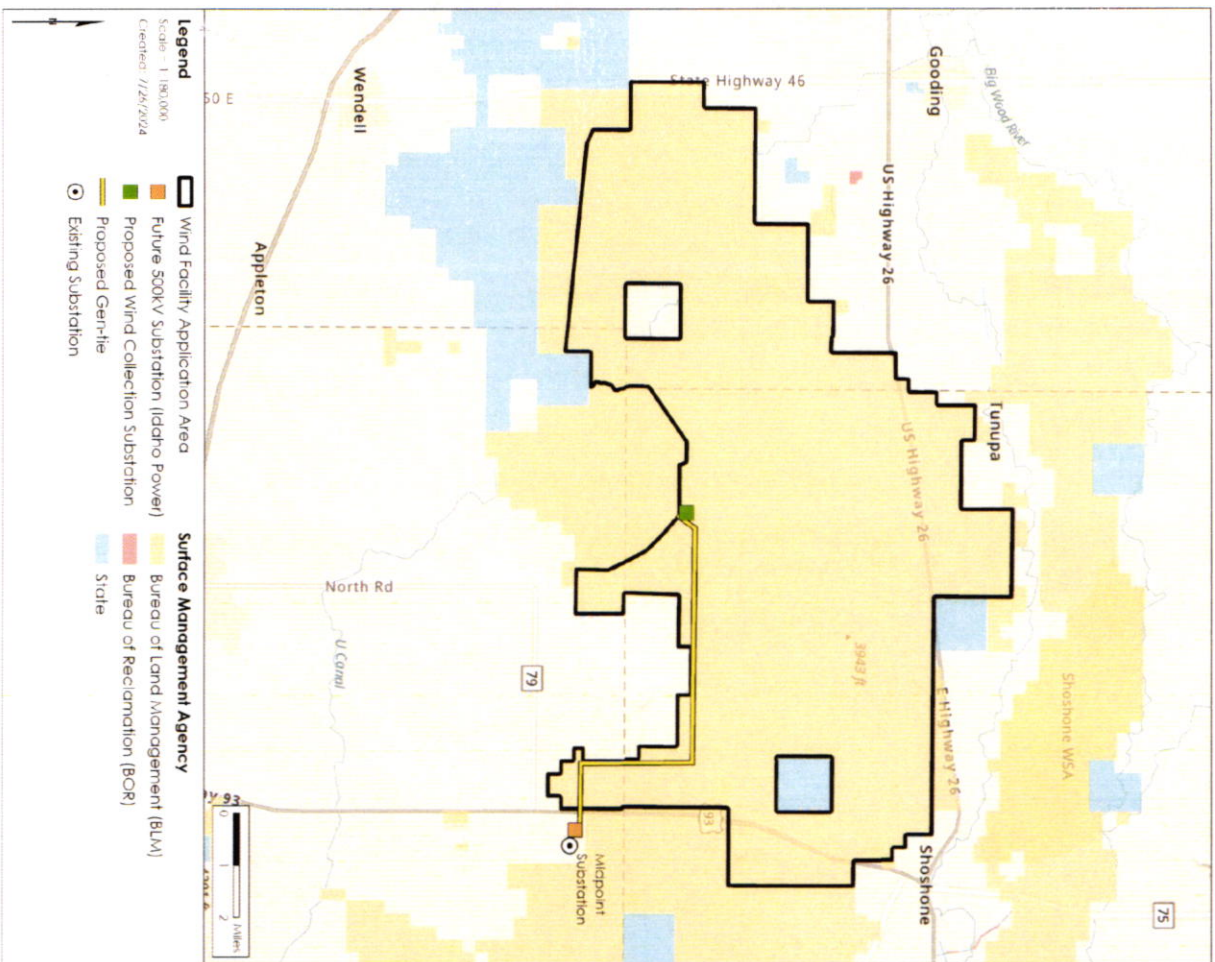 Gooding
Big Wood River
US Highway 26
State Highway 46
50 E
Wendell
Tunupa
US Highway 26
Shoshone WSA
3943 ft
E Highway 26
Shoshone
75
93
Appleton
North Rd
U Canal
79
Midpoint
Substation
93
0 1 2 Miles
Legend
Scale - 1:180,000
Created: 7/26/2024
N
Wind Facility Application Area
Future 500kV Substation (Idaho Power)
Proposed Wind Collection Substation
Proposed Gen-tie
Existing Substation
Surface Management Agency
Bureau of Land Management (BLM)
Bureau of Reclamation (BOR)
State